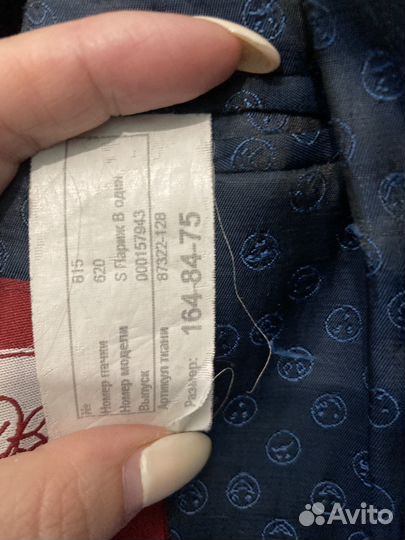 № 615
Номер пачки 620
Номер модели S Париж В один
Выпуск 000157943
Артикул ткани 87322-128
Размер: 164-84-75
Avito